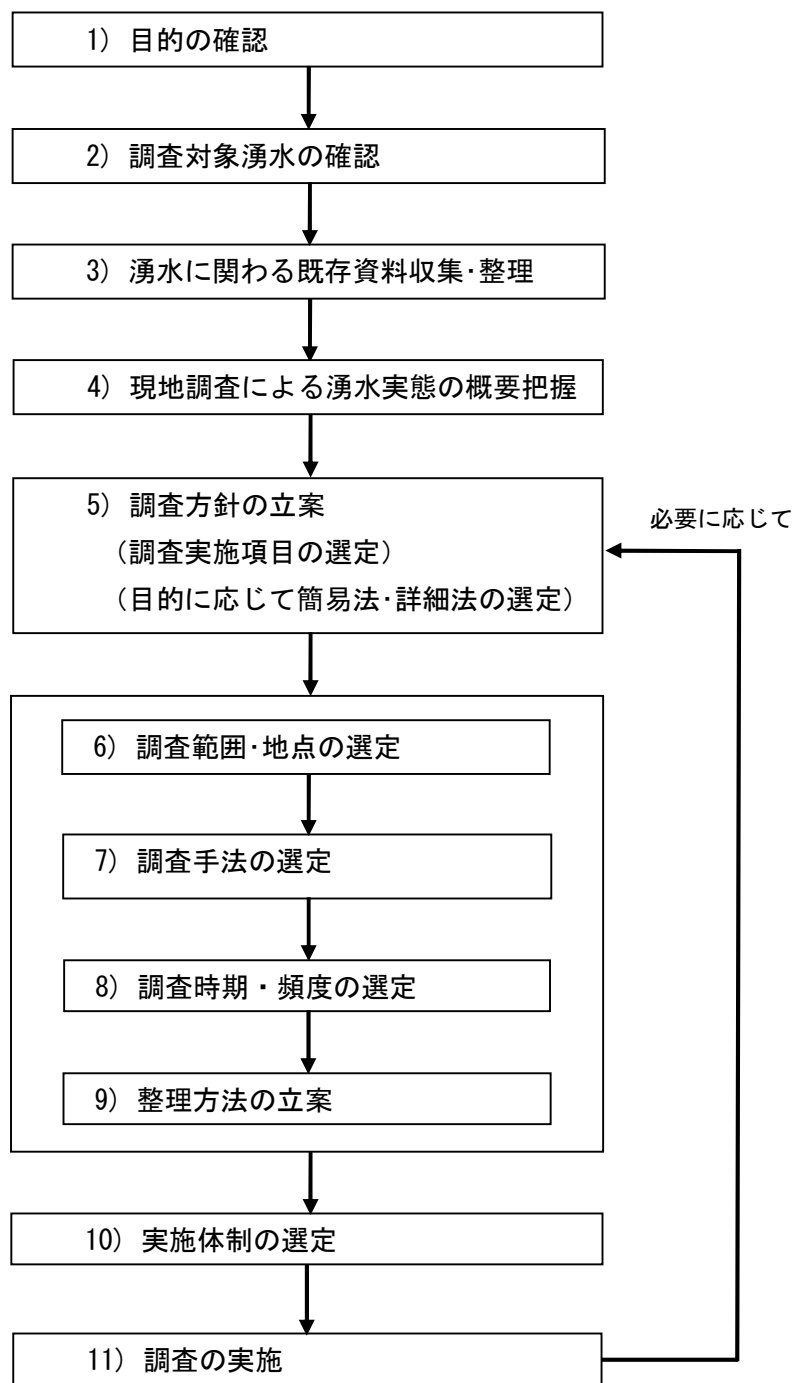 1) 目的の確認
2) 調査対象湧水の確認
3) 湧水に関わる既存資料収集･整理
4) 現地調査による湧水実態の概要把握
5) 調査方針の立案
（調査実施項目の選定）
（目的に応じて簡易法･詳細法の選定）
必要に応じて
6) 調査範囲･地点の選定
7) 調査手法の選定
8) 調査時期・頻度の選定
9) 整理方法の立案
10) 実施体制の選定
11) 調査の実施